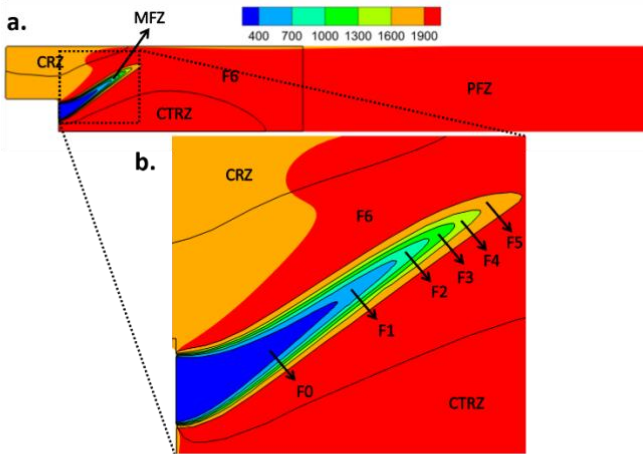 a.
MFZ
400 700 1000 1300 1600 1900
CRZ
F6
PFZ
CTRZ
b.
CRZ
F6
F5
F4
F3
F2
F1
F0
CTRZ